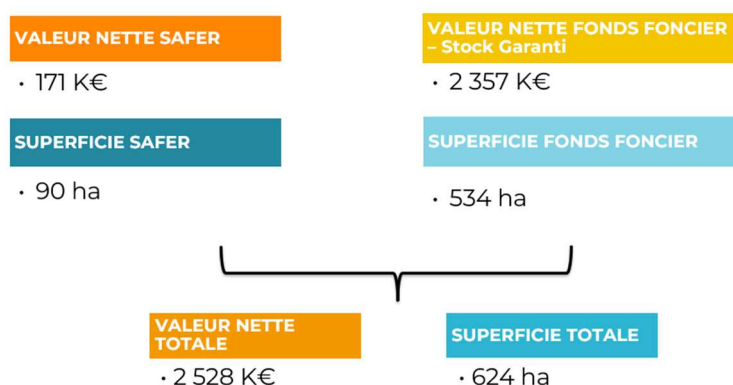 VALEUR NETTE SAFER
• 171 K€
SUPERFICIE SAFER
• 90 ha
VALEUR NETTE FONDS FONCIER
– Stock Garanti
• 2 357 K€
SUPERFICIE FONDS FONCIER
• 534 ha
VALEUR NETTE
TOTALE
• 2 528 K€
SUPERFICIE TOTALE
• 624 ha